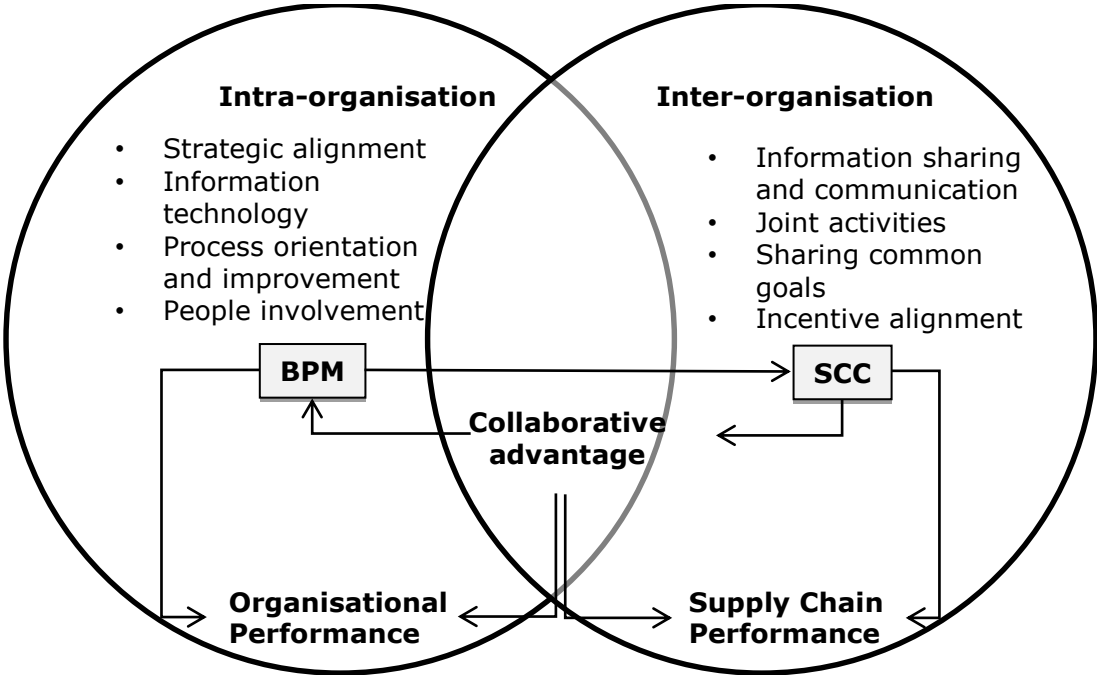 Intra-organisation
• Strategic alignment
• Information
technology
• Process orientation
and improvement
• People involvement
Inter-organisation
• Information sharing
and communication
• Joint activities
• Sharing common
goals
• Incentive alignment
BPM
SCC
Collaborative
advantage
Organisational
Performance
Supply Chain
Performance